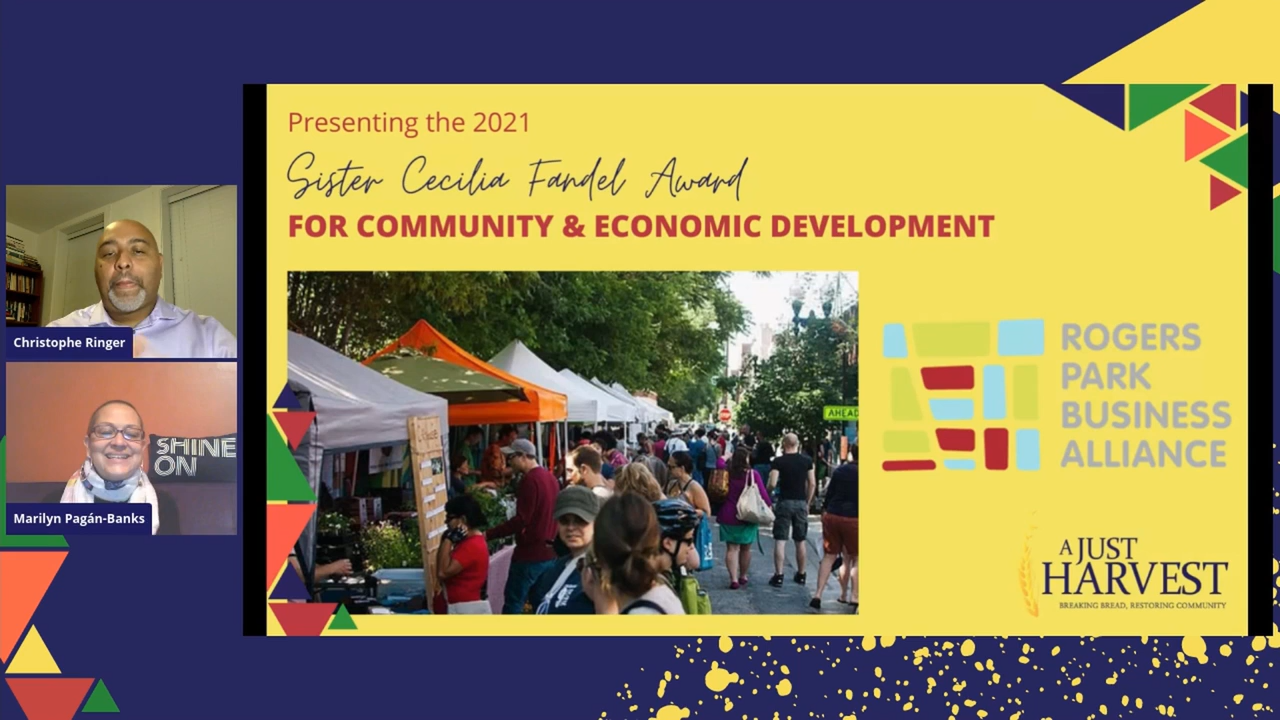 Presenting the 2021
Sister Cecilia Fandel Award
FOR COMMUNITY & ECONOMIC DEVELOPMENT
Christophe Ringer
SHINE
ON
Marilyn Pagán-Banks
AHEAD
ROGERS
PARK
BUSINESS
ALLIANCE
A JUST
HARVEST
BREAKING BREAD, RESTORING COMMUNITY